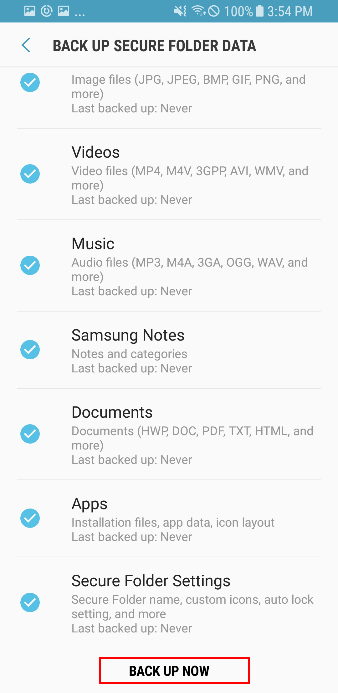 ... 100% 3:54 PM
BACK UP SECURE FOLDER DATA
Image files (JPG, JPEG, BMP, GIF, PNG, and
more)
Last backed up: Never
Videos
Video files (MP4, M4V, 3GPP, AVI, WMV, and
more)
Last backed up: Never
Music
Audio files (MP3, M4A, 3GA, OGG, WAV, and
more)
Last backed up: Never
Samsung Notes
Notes and categories
Last backed up: Never
Documents
Documents (HWP, DOC, PDF, TXT, HTML, and
more)
Last backed up: Never
Apps
Installation files, app data, icon layout
Last backed up: Never
Secure Folder Settings
Secure Folder name, custom icons, auto lock
setting, and more
Last backed up: Never
BACK UP NOW